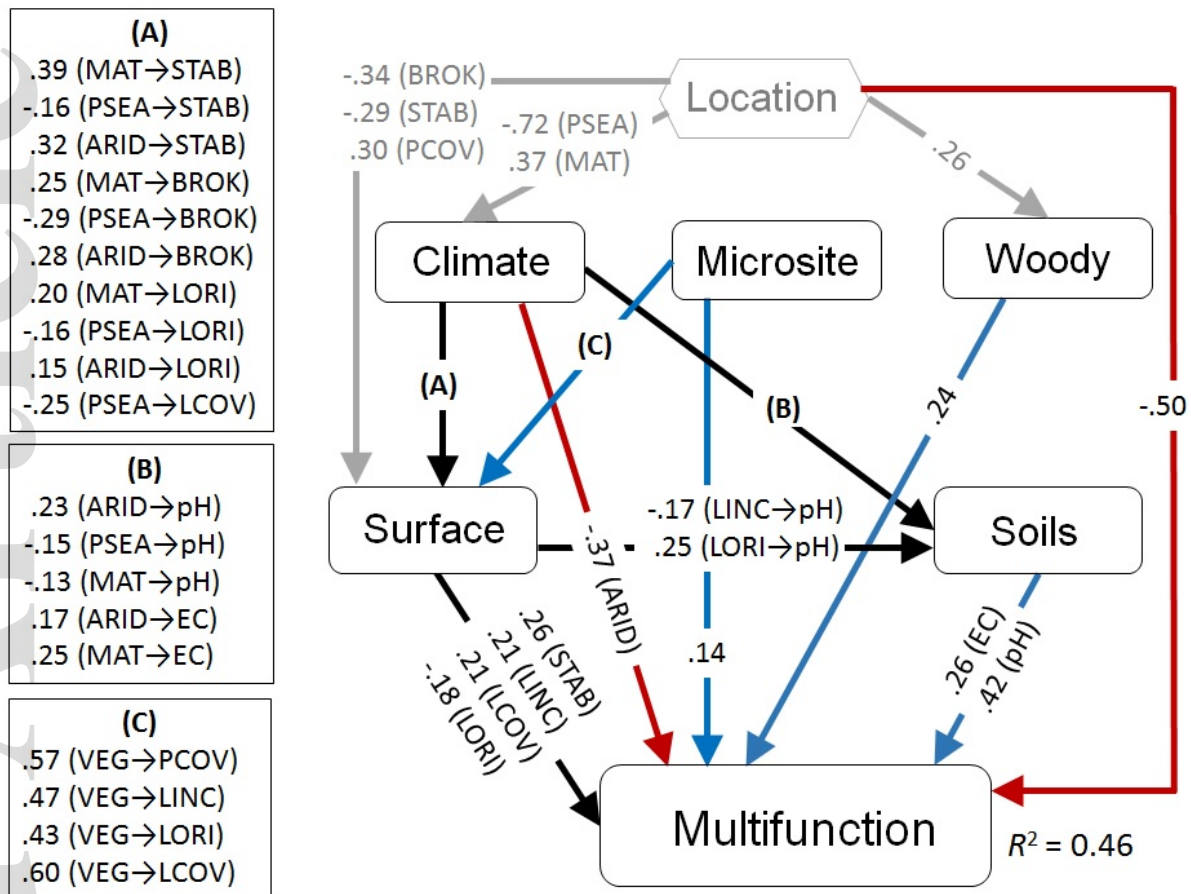 (A)
.39 (MAT→STAB)
-.16 (PSEA→STAB)
.32 (ARID→STAB)
.25 (MAT→BROK)
-.29 (PSEA→BROK)
.28 (ARID→BROK)
.20 (MAT→LORI)
-.16 (PSEA→LORI)
.15 (ARID→LORI)
-.25 (PSEA→LCOV)
(B)
.23 (ARID→pH)
-.15 (PSEA→pH)
-.13 (MAT→pH)
.17 (ARID→EC)
.25 (MAT→EC)
(C)
.57 (VEG→PCOV)
.47 (VEG→LINC)
.43 (VEG→LORI)
.60 (VEG→LCOV)
-.34 (BROK)
-.29 (STAB)
.30 (PCOV)
-.72 (PSEA)
.37 (MAT)
Location
.26
Climate
Microsite
Woody
(A)
(C)
(B)
.24
-.50
Surface
-.17 (LINC→pH)
.25 (LORI→pH)
Soils
-.37 (ARID)
.14
.26 (STAB)
.21 (LINC)
.21 (LCOV)
-.18 (LORI)
.26 (EC)
.42 (pH)
Multifunction
R² = 0.46